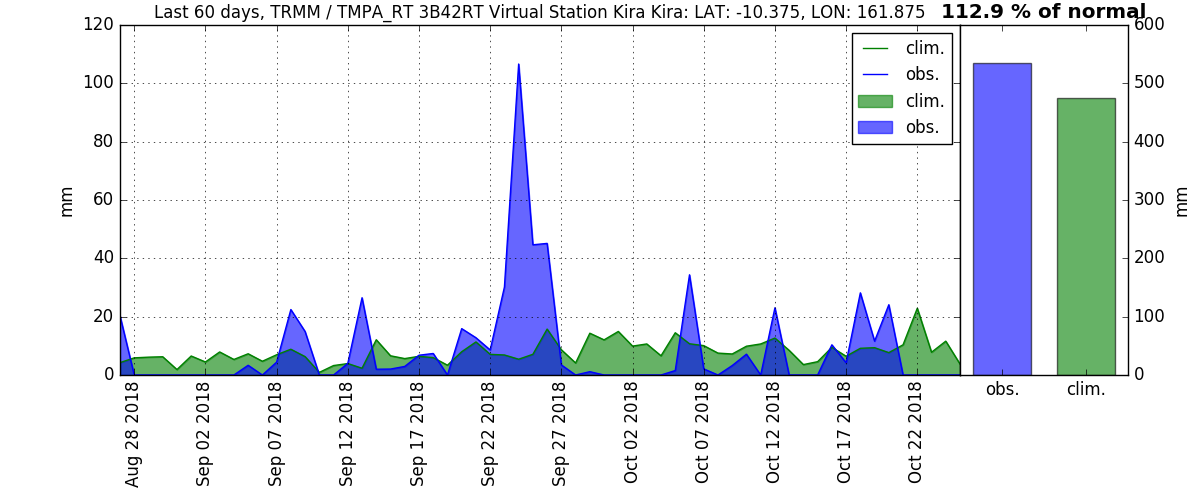 Last 60 days, TRMM / TMPA_RT 3B42RT Virtual Station Kira Kira: LAT: -10.375, LON: 161.875 112.9 % of normal
120
100
80
60
40
20
0
mm
clim.
obs.
clim.
obs.
600
500
400
300
200
100
0
mm
Aug 28 2018
Sep 02 2018
Sep 07 2018
Sep 12 2018
Sep 17 2018
Sep 22 2018
Sep 27 2018
Oct 02 2018
Oct 07 2018
Oct 12 2018
Oct 17 2018
Oct 22 2018
obs.
clim.